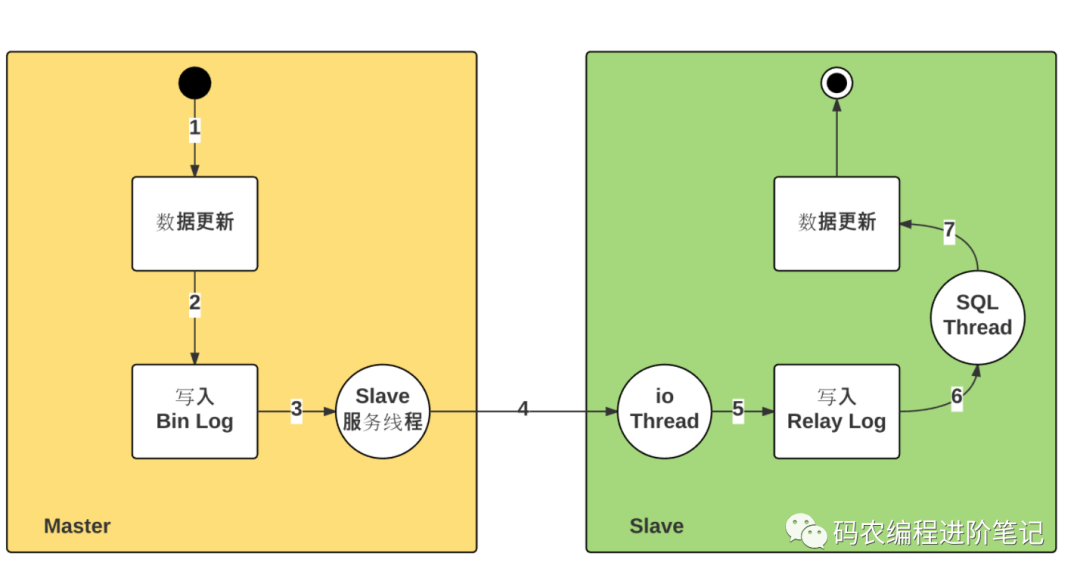 1
数据更新
2
写入
Bin Log
3
Slave
服务线程
Master
4
io
Thread
5
写入
Relay Log
6
SQL
Thread
7
数据更新
Slave
码农编程进阶笔记